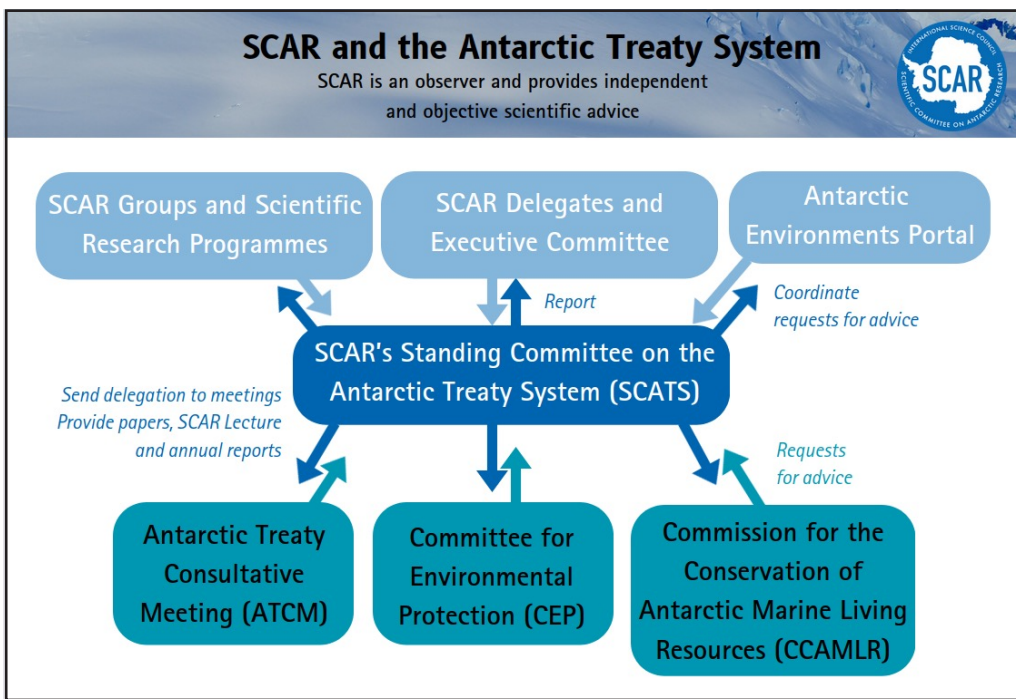 SCAR and the Antarctic Treaty System
SCAR is an observer and provides independent
and objective scientific advice
INTERNATIONAL SCIENCE COUNCIL
SCAR
SCIENTIFIC COMMITTEE ON ANTARCTIC RESEARCH
SCAR Groups and Scientific
Research Programmes
SCAR Delegates and
Executive Committee
Antarctic
Environments Portal
Report
Coordinate
requests for advice
SCAR's Standing Committee on the
Antarctic Treaty System (SCATS)
Send delegation to meetings
Provide papers, SCAR Lecture
and annual reports
Requests
for advice
Antarctic Treaty
Consultative
Meeting (ATCM)
Committee for
Environmental
Protection (CEP)
Commission for the
Conservation of
Antarctic Marine Living
Resources (CCAMLR)